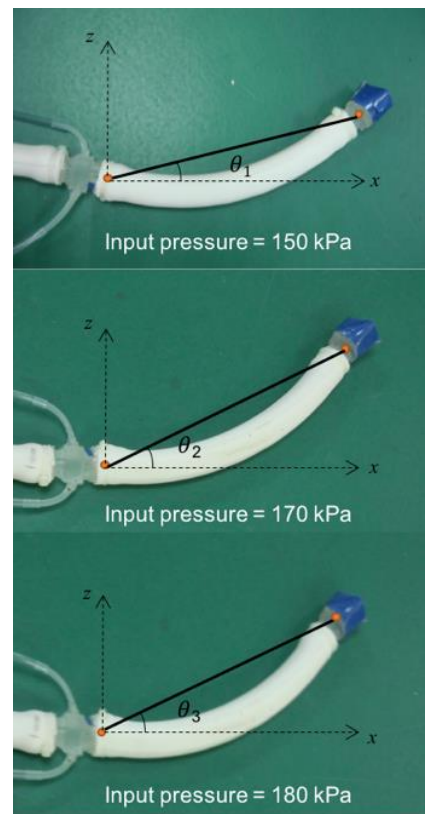 z
θ1
x
Input pressure = 150 kPa
z
θ2
x
Input pressure = 170 kPa
z
θ3
x
Input pressure = 180 kPa